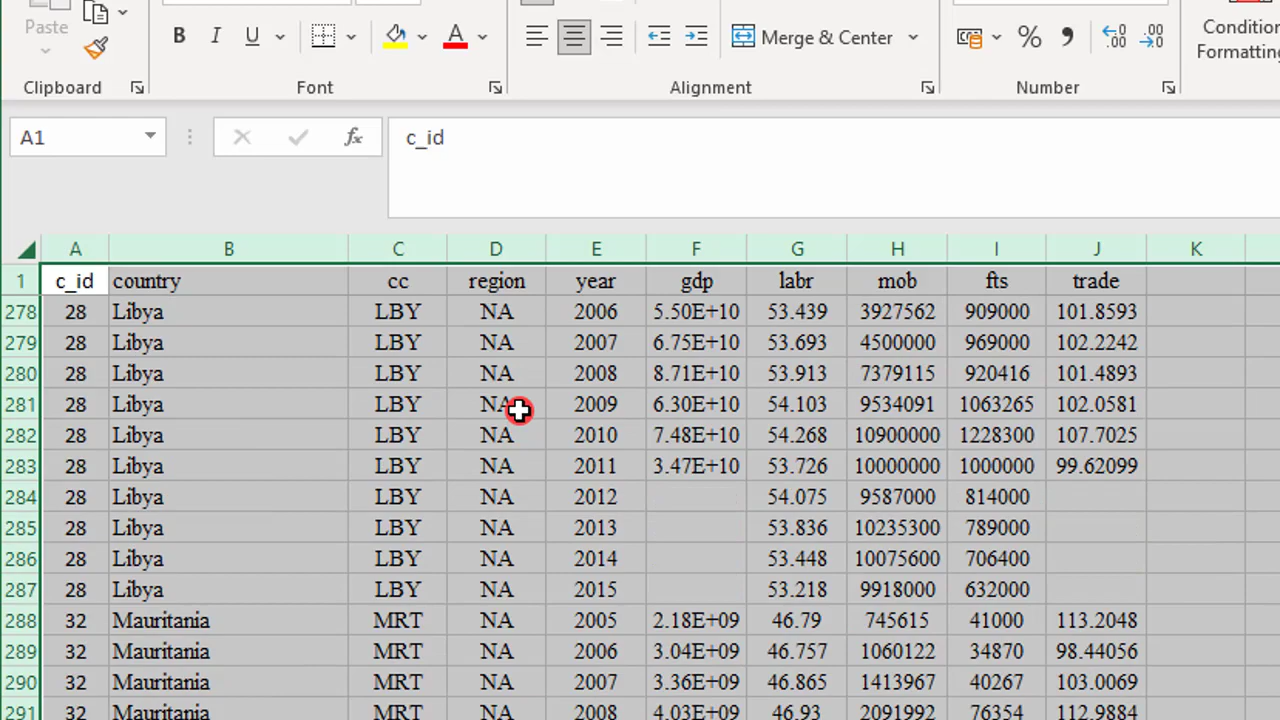 Paste
B I U A
Merge & Center
%
Condition
Formatting
Clipboard
Font
Alignment
Number
A1
fx
c_id
A B C D E F G H I J K
1 c_id country cc region year gdp labr mob fts trade
278 28 Libya LBY NA 2006 5.50E+10 53.439 3927562 909000 101.8593
279 28 Libya LBY NA 2007 6.75E+10 53.693 4500000 969000 102.2242
280 28 Libya LBY NA 2008 8.71E+10 53.913 7379115 920416 101.4893
281 28 Libya LBY NA 2009 6.30E+10 54.103 9534091 1063265 102.0581
282 28 Libya LBY NA 2010 7.48E+10 54.268 10900000 1228300 107.7025
283 28 Libya LBY NA 2011 3.47E+10 53.726 10000000 1000000 99.62099
284 28 Libya LBY NA 2012 54.075 9587000 814000
285 28 Libya LBY NA 2013 53.836 10235300 789000
286 28 Libya LBY NA 2014 53.448 10075600 706400
287 28 Libya LBY NA 2015 53.218 9918000 632000
288 32 Mauritania MRT NA 2005 2.18E+09 46.79 745615 41000 113.2048
289 32 Mauritania MRT NA 2006 3.04E+09 46.757 1060122 34870 98.44056
290 32 Mauritania MRT NA 2007 3.36E+09 46.865 1413967 40267 103.0069
291 32 Mauritania MRT NA 2008 4.03E+09 46.93 2091992 76354 112.9884